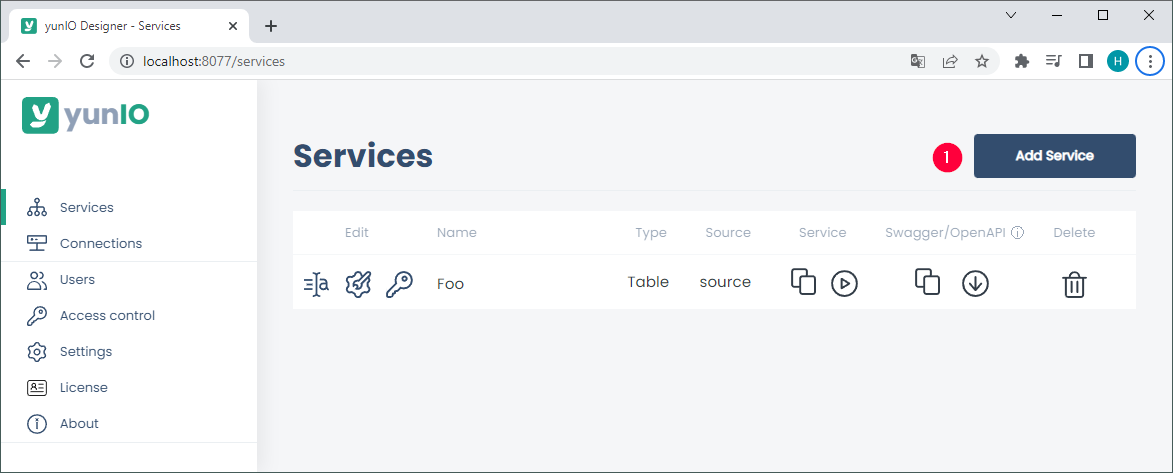 yunIO Designer - Services
localhost:8077/services
H
yunIO
Services
Connections
Users
Access control
Settings
License
About
Services
1
Add Service
Edit Name Type Source Service Swagger/OpenAPI Delete
Foo Table source